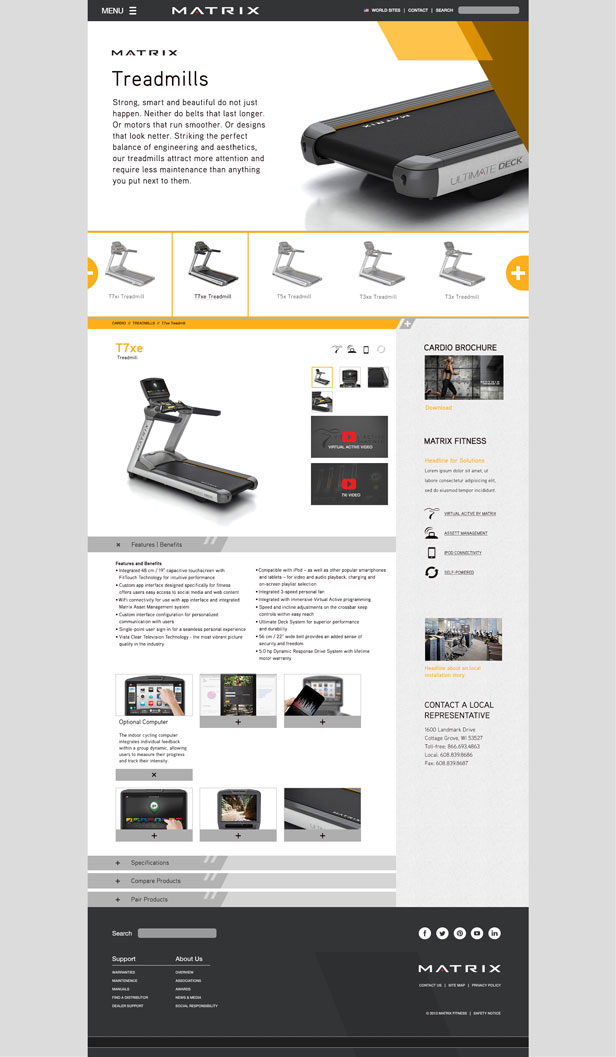 MENU
MATRIX
WORLD SITES | CONTACT | SEARCH
MATRIX
Treadmills
Strong, smart and beautiful do not just
happen. Neither do belts that last longer.
Or motors that run smoother. Or designs
that look netter. Striking the perfect
balance of engineering and aesthetics,
our treadmills attract more attention and
require less maintenance than anything
you put next to them.
MATRIX
ULTIMATE DECK
T7xi Treadmill
T7xe Treadmill
T5x Treadmill
T3xe Treadmill
T3x Treadmill
CARDIO // TREADMILLS // T7xe Treadmill
T7xe
Treadmill
MATRIX
VIRTUAL ACTIVE VIDEO
T1X VIDEO
CARDIO BROCHURE
Download
MATRIX FITNESS
Headline for Solutions
Lorem ipsum dolor sit amet, ut
labore consectetur adipisicing elit,
sed do eiusmod tempor incididunt.
VIRTUAL ACITVE BY MATRIX
ASSETT MANAGEMENT
IPOD CONNECTIVITY
SELF-POWERED
Headline about an local
installation story
CONTACT A LOCAL
REPRESENTATIVE
1600 Landmark Drive
Cottage Grove, WI 53527
Toll-free: 866.693.4863
Local: 608.839.8686
Fax: 608.839.8687
Features | Benefits
Features and Benefits
• Integrated 48 cm / 19" capacitive touchscreen with
FitTouch Technology for intuitive performance
• Custom app interface designed specifically for fitness
offers users easy access to social media and web content
• WiFi connectivity for use with app interface and integrated
Matrix Asset Management system
• Custom interface configuration for personalized
communication with users
• Single-point user sign-in for a seamless personal experience
• Vista Clear Television Technology - the most vibrant picture
quality in the industry
• Compatible with iPod – as well as other popular smartphones
and tablets – for video and audio playback, charging and
on-screen playlist selection
• Integrated 3-speed personal fan
• Integrated with immersive Virtual Active programming
• Speed and incline adjustments on the crossbar keep
controls within easy reach
• Ultimate Deck System for superior performance
and durability
• 56 cm / 22" wide belt provides an added sense of
security and freedom
• 5.0 hp Dynamic Response Drive System with lifetime
motor warranty
Optional Computer
The indoor cycling computer
integrates individual feedback
within a group dynamic, allowing
users to measure their progress
and track their intensity.
Specifications
Compare Products
Pair Products
Search
Support
WARRANTIES
MAINTENENCE
MANUALS
FIND A DISTRIBUTOR
DEALER SUPPORT
About Us
OVERVIEW
ASSOCIATIONS
AWARDS
NEWS & MEDIA
SOCIAL RESPONSIBILITY
MATRIX
CONTACT US | SITE MAP | PRIVACY POLICY
© 2013 MATRIX FITNESS | SAFETY NOTICE